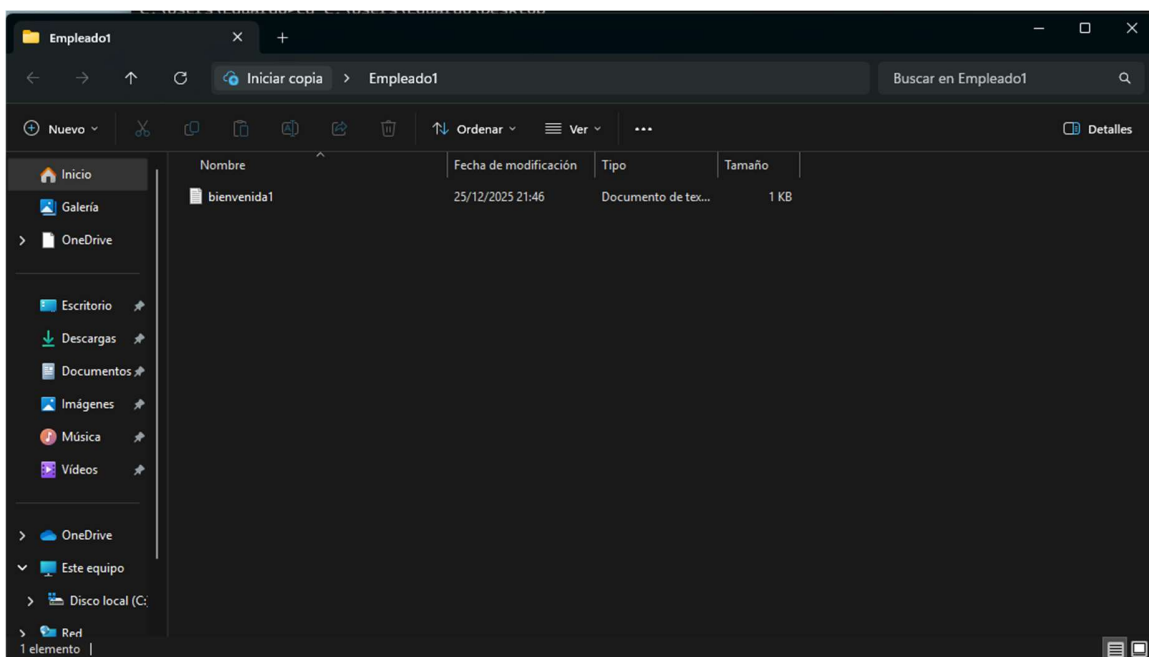 Empleado1
Iniciar copia > Empleado1
Buscar en Empleado1
Nuevo
Ordenar
Ver
Detalles
Nombre
Fecha de modificación
Tipo
Tamaño
bienvenida1
25/12/2025 21:46
Documento de tex...
1 KB
Inicio
Galería
OneDrive
Escritorio
Descargas
Documentos
Imágenes
Música
Vídeos
OneDrive
Este equipo
Disco local (C:
Red
1 elemento